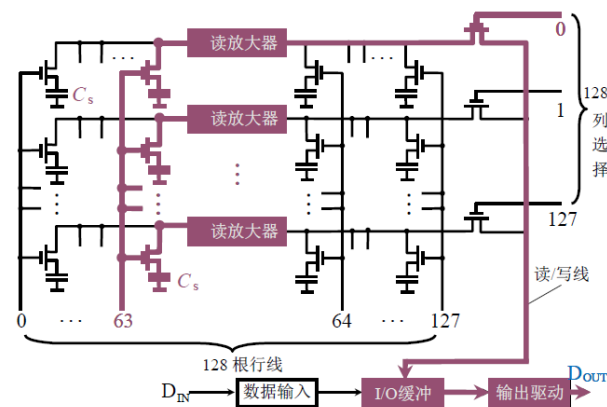 读放大器
0
… …
Cs
128
列
选
择
读放大器
1
⋮
⋮
读放大器
127
Cs
读/写线
0 … 63 64 … 127
128 根行线
DIN 数据输入 I/O缓冲 输出驱动 DOUT